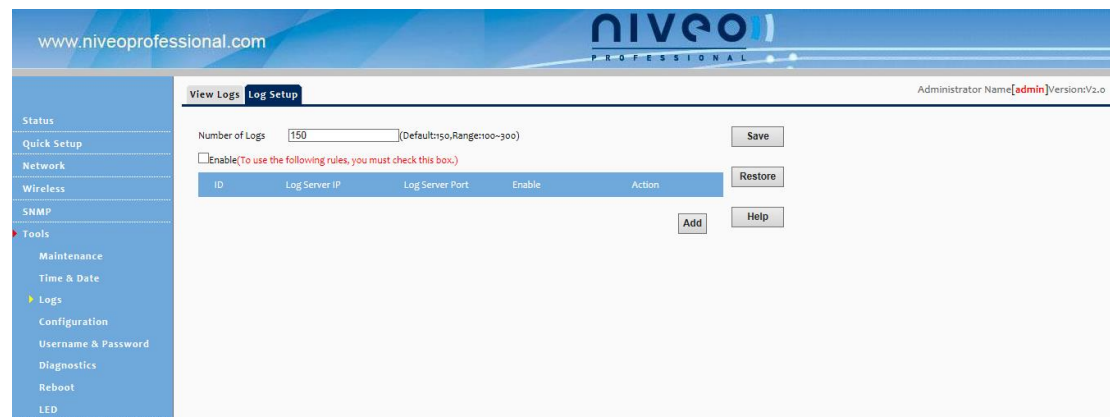 www.niveoprofessional.com
niveo
PROFESSIONAL
View Logs Log Setup
Administrator Name[admin]Version:V2.0
Status
Quick Setup
Network
Wireless
SNMP
Tools
Maintenance
Time & Date
Logs
Configuration
Username & Password
Diagnostics
Reboot
LED
Number of Logs 150 (Default:150,Range:100~300)
Enable(To use the following rules, you must check this box.)
ID Log Server IP Log Server Port Enable Action
Add
Save
Restore
Help